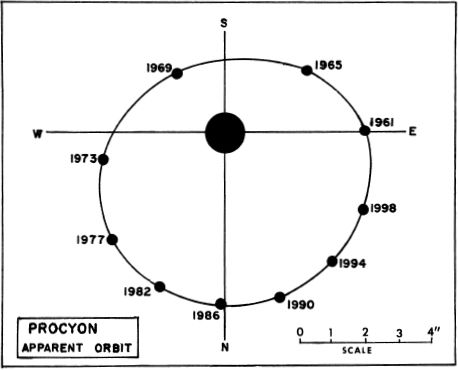 S
1969
1965
1961
W
E
1973
1998
1977
1994
1982
1986
1990
PROCYON
APPARENT ORBIT
N
0 1 2 3 4"
SCALE